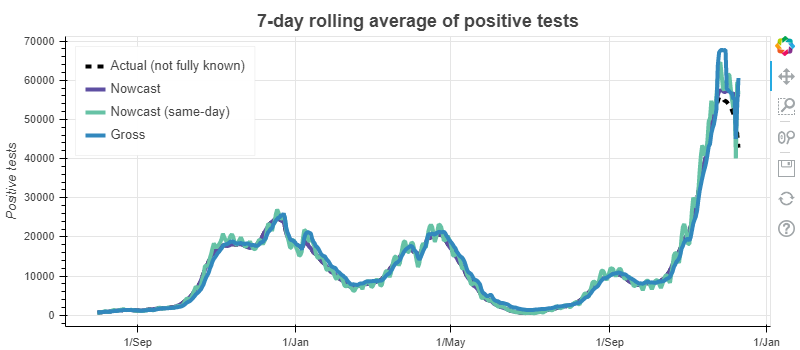 7-day rolling average of positive tests
70000
60000
50000
40000
30000
20000
10000
0
Positive tests
Actual (not fully known)
Nowcast
Nowcast (same-day)
Gross
1/Sep
1/Jan
1/May
1/Sep
1/Jan